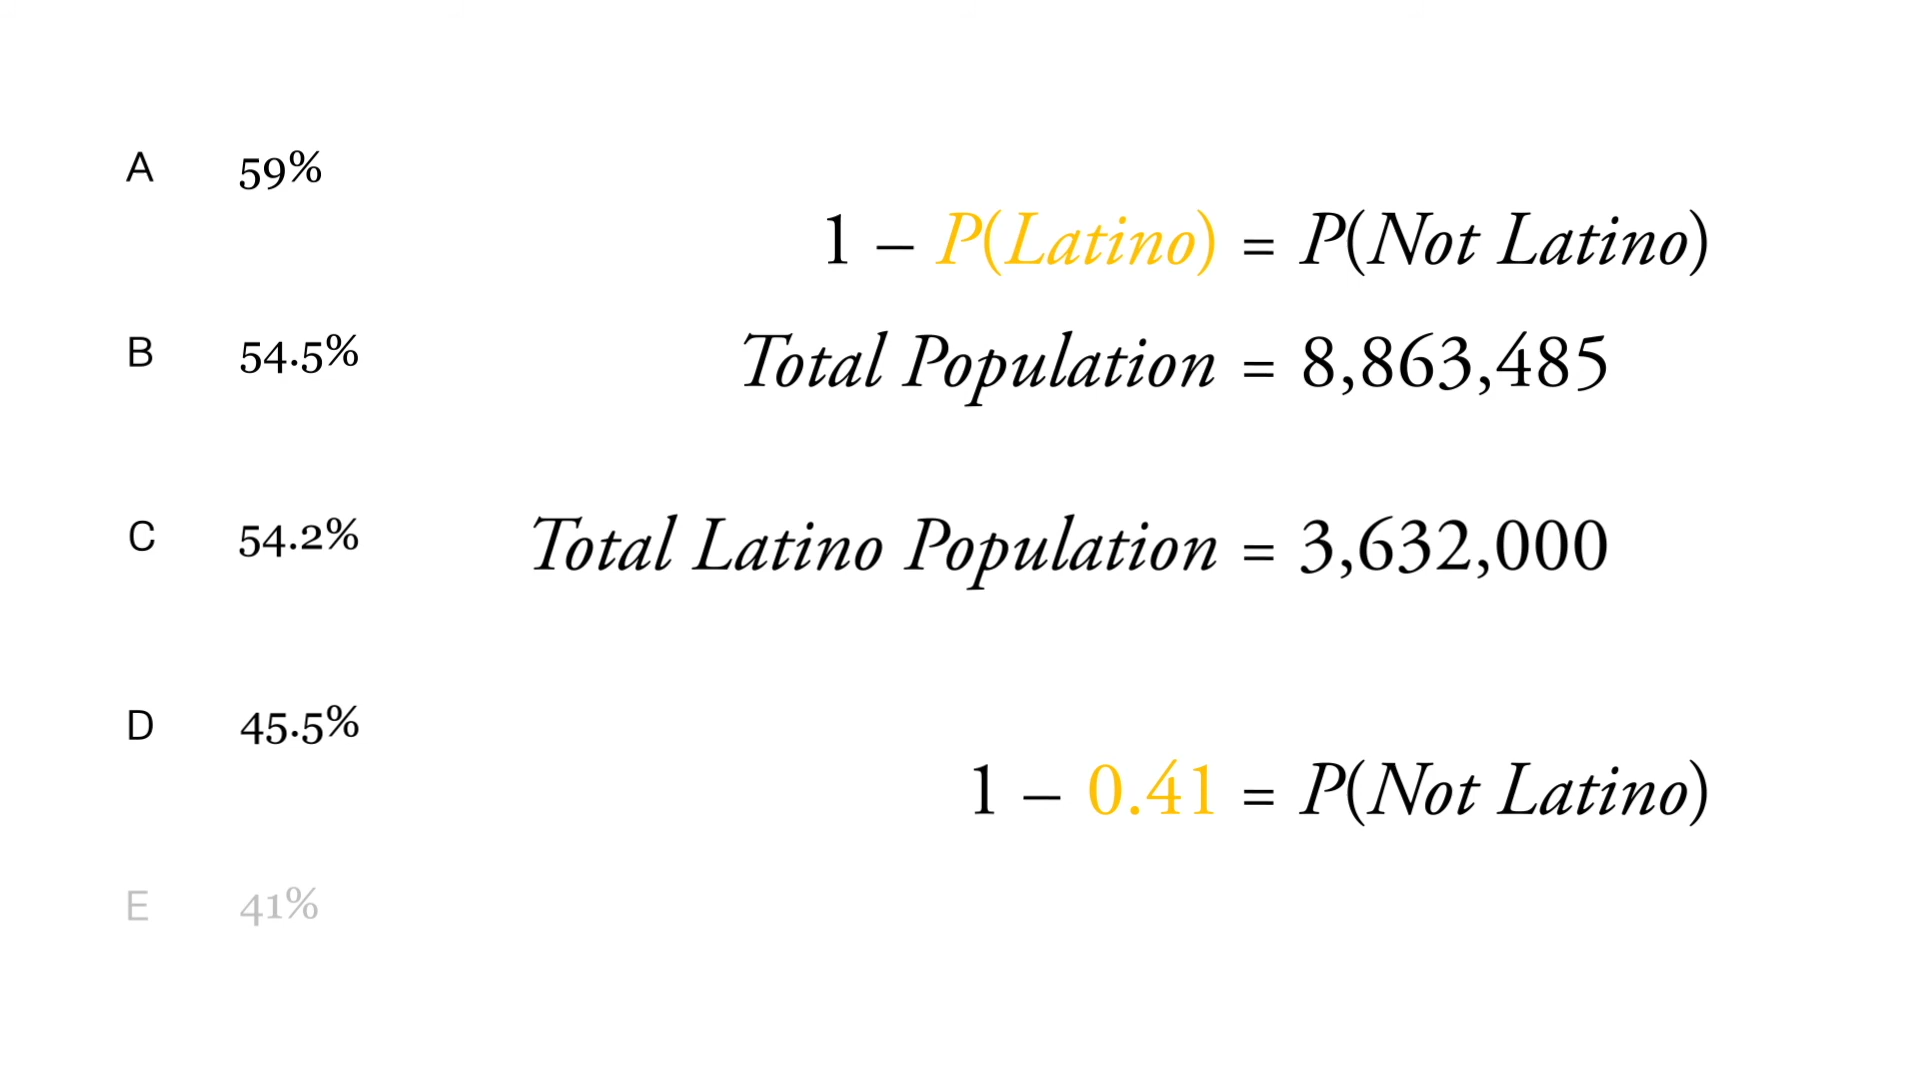 A 59%
1 – P(Latino) = P(Not Latino)
B 54.5%
Total Population = 8,863,485
C 54.2%
Total Latino Population = 3,632,000
D 45.5%
1 – 0.41 = P(Not Latino)
E 41%